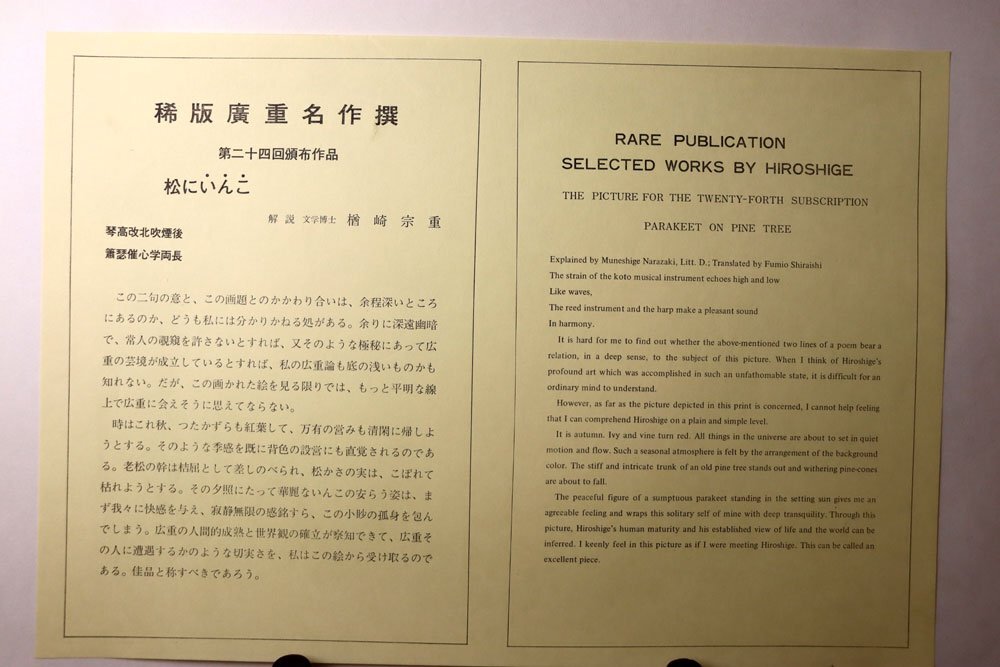 稀版廣重名作撰
第二十四回頒布作品
松にいんこ
解説 文学博士 楢崎宗重
琴高改北吹煙後
簫瑟催心学両長
この二句の意と、この画題とのかかわり合いは、余程深いところ
にあるのか、どうも私には分かりかねる処がある。余りに深遠幽暗
で、常人の覗窺を許さないとすれば、又そのような極秘にあって広
重の芸境が成立しているとすれば、私の広重論も底の浅いものかも
知れない。だが、この画かれた絵を見る限りでは、もっと平明な線
上で広重に会えそうに思えてならない。
時はこれ秋、つたかずらも紅葉して、万有の営みも清閑に帰しよ
うとする。そのような季感を既に背色の設営にも直覚されるのであ
る。老松の幹は枯屈として差しのべられ、松かさの実は、こぼれて
枯れようとする。その夕照にたって華麗ないんこの安らう姿は、ま
ず我々に快感を与え、寂静無限の感銘すら、この小眇の孤身を包ん
でしまう。広重の人間的成熟と世界観の確立が察知できて、広重そ
の人に遭遇するかのような切実さを、私はこの絵から受け取るので
ある。佳品と称すべきであろう。
RARE PUBLICATION
SELECTED WORKS BY HIROSHIGE
THE PICTURE FOR THE TWENTY-FORTH SUBSCRIPTION
PARAKEET ON PINE TREE
Explained by Muneshige Narazaki, Litt. D.; Translated by Fumio Shiraishi
The strain of the koto musical instrument echoes high and low
Like waves,
The reed instrument and the harp make a pleasant sound
In harmony.
It is hard for me to find out whether the above-mentioned two lines of a poem bear a
relation, in a deep sense, to the subject of this picture. When I think of Hiroshige's
profound art which was accomplished in such an unfathomable state, it is difficult for an
ordinary mind to understand.
However, as far as the picture depicted in this print is concerned, I cannot help feeling
that I can comprehend Hiroshige on a plain and simple level.
It is autumn. Ivy and vine turn red. All things in the universe are about to set in quiet
motion and flow. Such a seasonal atmosphere is felt by the arrangement of the background
color. The stiff and intricate trunk of an old pine tree stands out and withering pine-cones
are about to fall.
The peaceful figure of a sumptuous parakeet standing in the setting sun gives me an
agreeable feeling and wraps this solitary self of mine with deep tranquility. Through this
picture, Hiroshige's human maturity and his established view of life and the world can be
inferred. I keenly feel in this picture as if I were meeting Hiroshige. This can be called an
excellent piece.